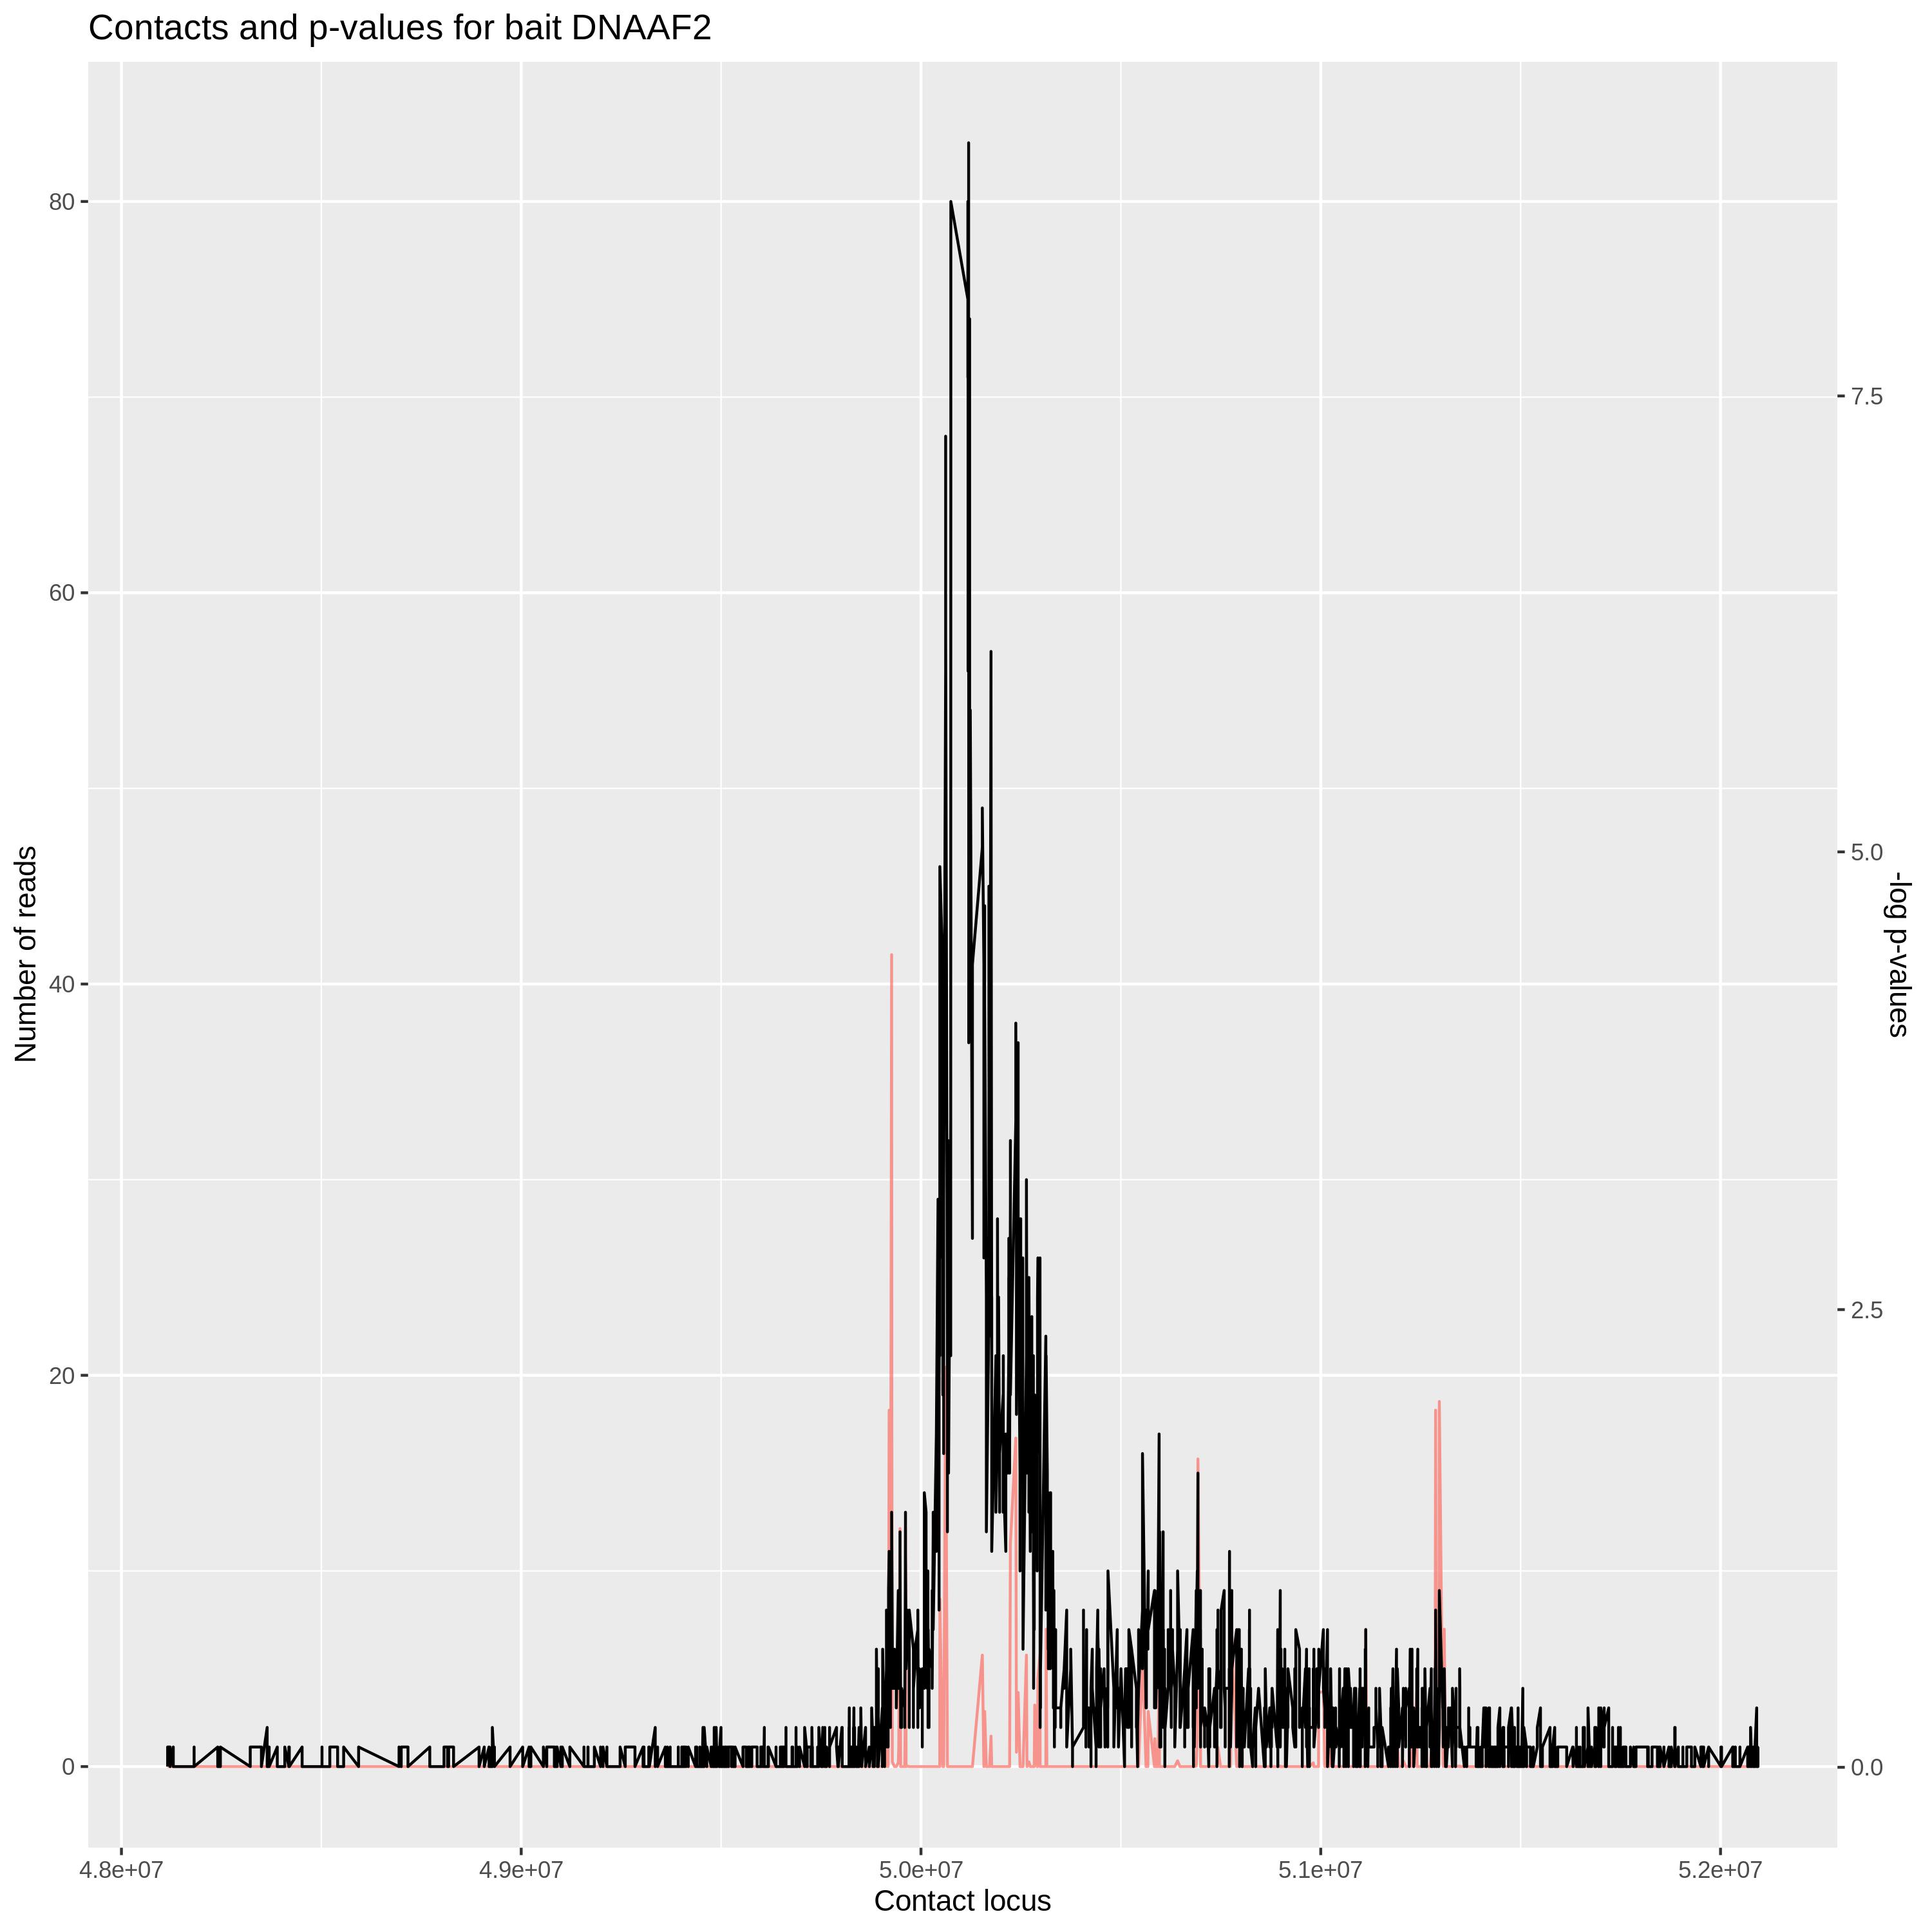 Contacts and p-values for bait DNAAF2
80
60
40
20
0
Number of reads
7.5
5.0
2.5
0.0
-log p-values
4.8e+07
4.9e+07
5.0e+07
5.1e+07
5.2e+07
Contact locus